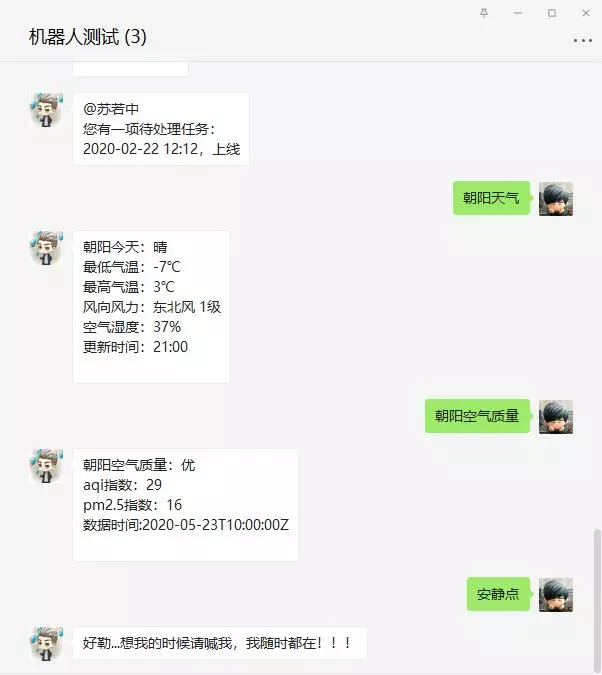 机器人测试 (3)
@苏若中
您有一项待处理任务：
2020-02-22 12:12，上线
朝阳天气
朝阳今天：晴
最低气温：-7℃
最高气温：3℃
风向风力：东北风 1级
空气湿度：37%
更新时间：21:00
朝阳空气质量
朝阳空气质量：优
aqi指数：29
pm2.5指数：16
数据时间:2020-05-23T10:00:00Z
安静点
好勒...想我的时候请喊我，我随时都在！！！